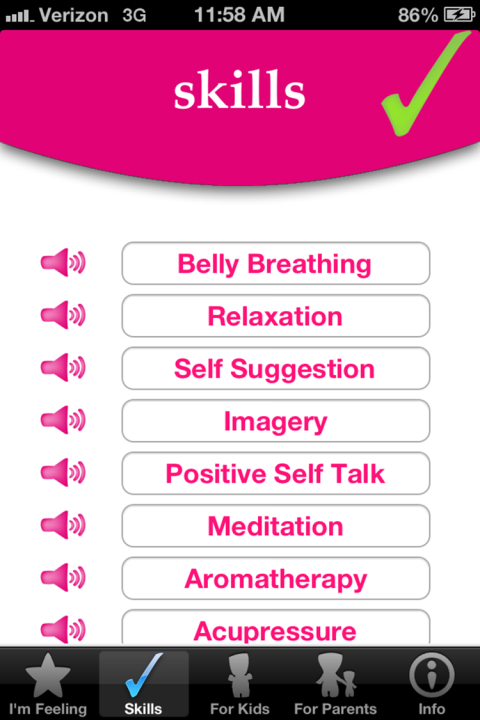 Verizon 3G 11:58 AM 86%
skills
Belly Breathing
Relaxation
Self Suggestion
Imagery
Positive Self Talk
Meditation
Aromatherapy
Acupressure
I'm Feeling Skills For Kids For Parents Info